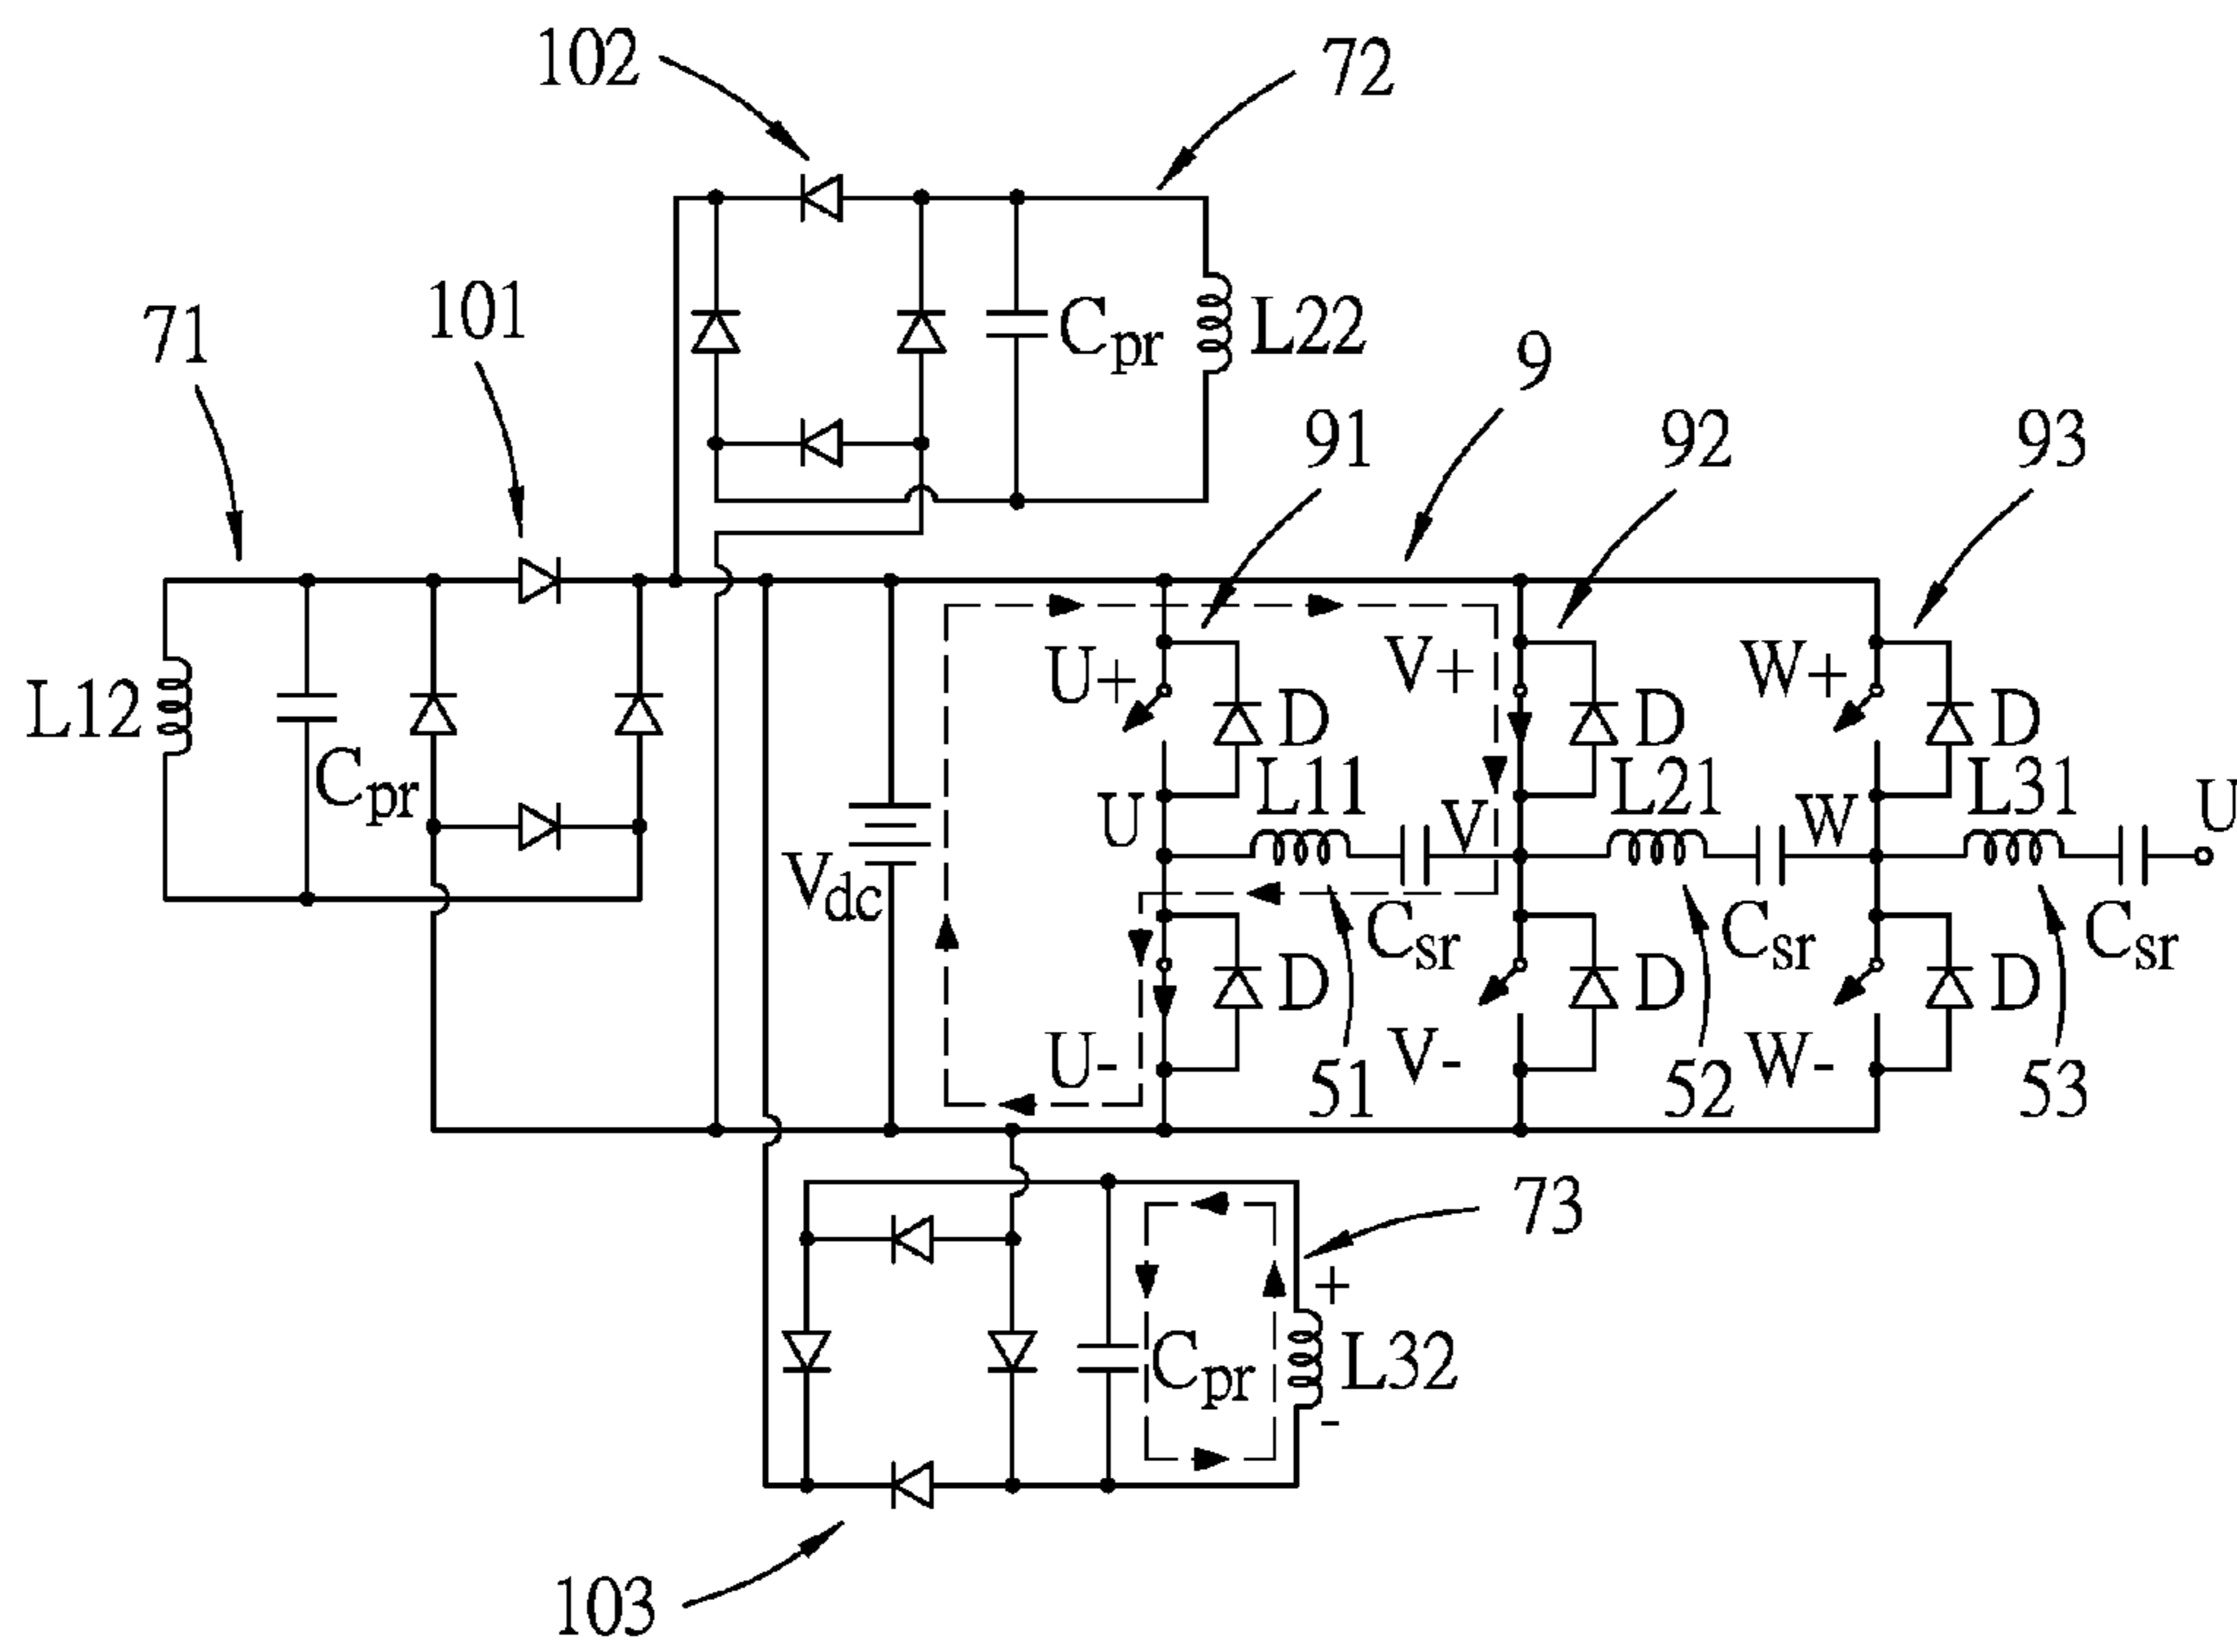 102
72
71
101
Cpr
L22
9
91
92
93
L12
Cpr
U+
D
V+
D
W+
D
Vdc
U
L11
V
L21
W
L31
U
Csr
Csr
Csr
U-
D
V-
D
W-
D
51
52
53
73
+
Cpr
L32
-
103